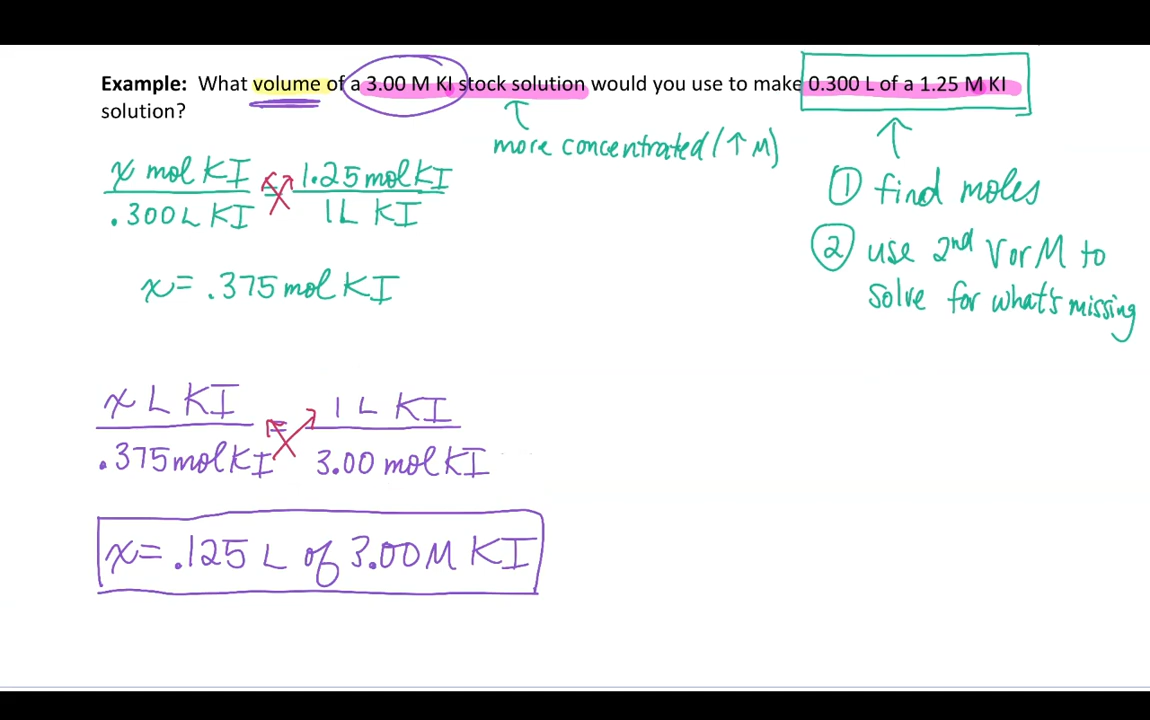 Example: What volume of a 3.00 M KI stock solution would you use to make 0.300 L of a 1.25 M KI
solution?
more concentrated (↑ M)
x mol KI = 1.25 mol KI
.300 L KI 1 L KI
x = .375 mol KI
① find moles
② use 2nd V or M to
solve for what's missing
x L KI = 1 L KI
.375 mol KI 3.00 mol KI
x = .125 L of 3.00 M KI